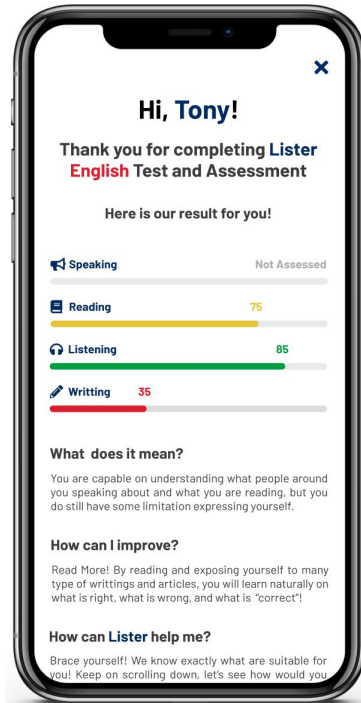 Hi, Tony!
Thank you for completing Lister
English Test and Assessment
Here is our result for you!
Speaking Not Assessed
Reading 75
Listening 85
Writting 35
What does it mean?
You are capable on understanding what people around
you speaking about and what you are reading, but you
do still have some limitation expressing yourself.
How can I improve?
Read More! By reading and exposing yourself to many
type of writtings and articles, you will learn naturally on
what is right, what is wrong, and what is “correct”!
How can Lister help me?
Brace yourself! We know exactly what are suitable for
you! Keep on scrolling down, let’s see how would you